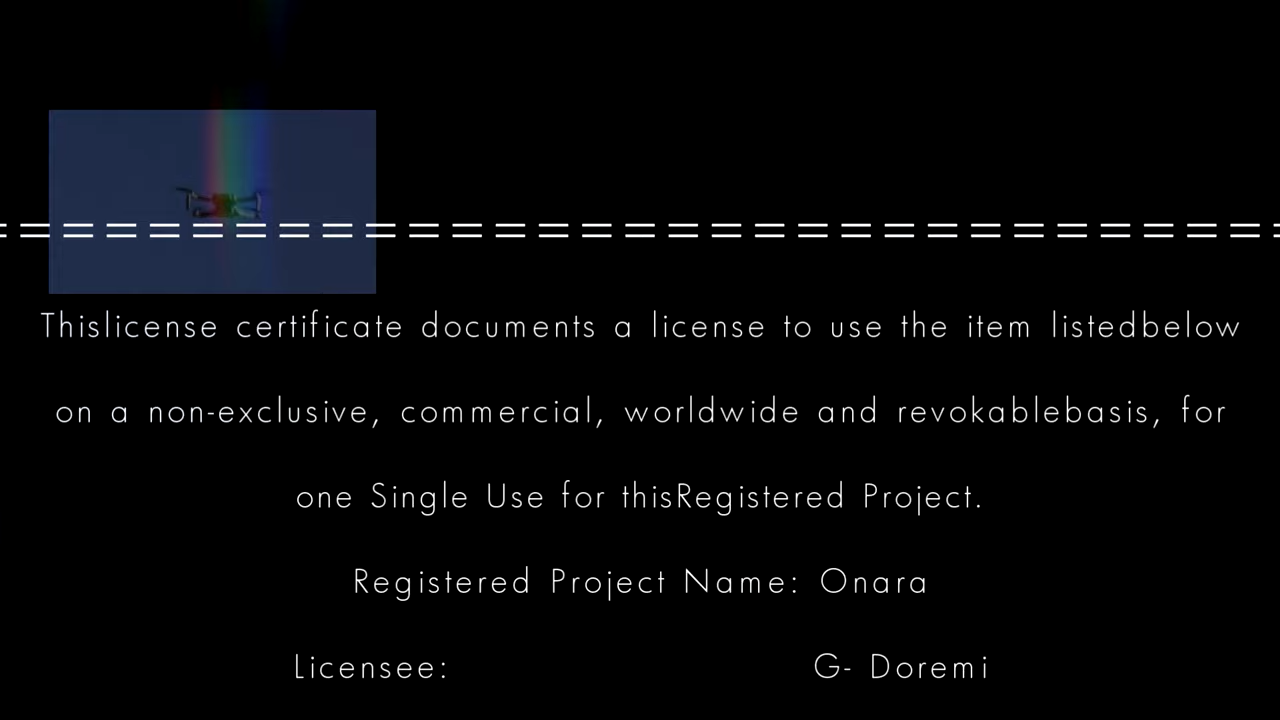 ==============================
Thislicense certificate documents a license to use the item listedbelow
on a non-exclusive, commercial, worldwide and revokablebasis, for
one Single Use for thisRegistered Project.
Registered Project Name: Onara
Licensee: G- Doremi